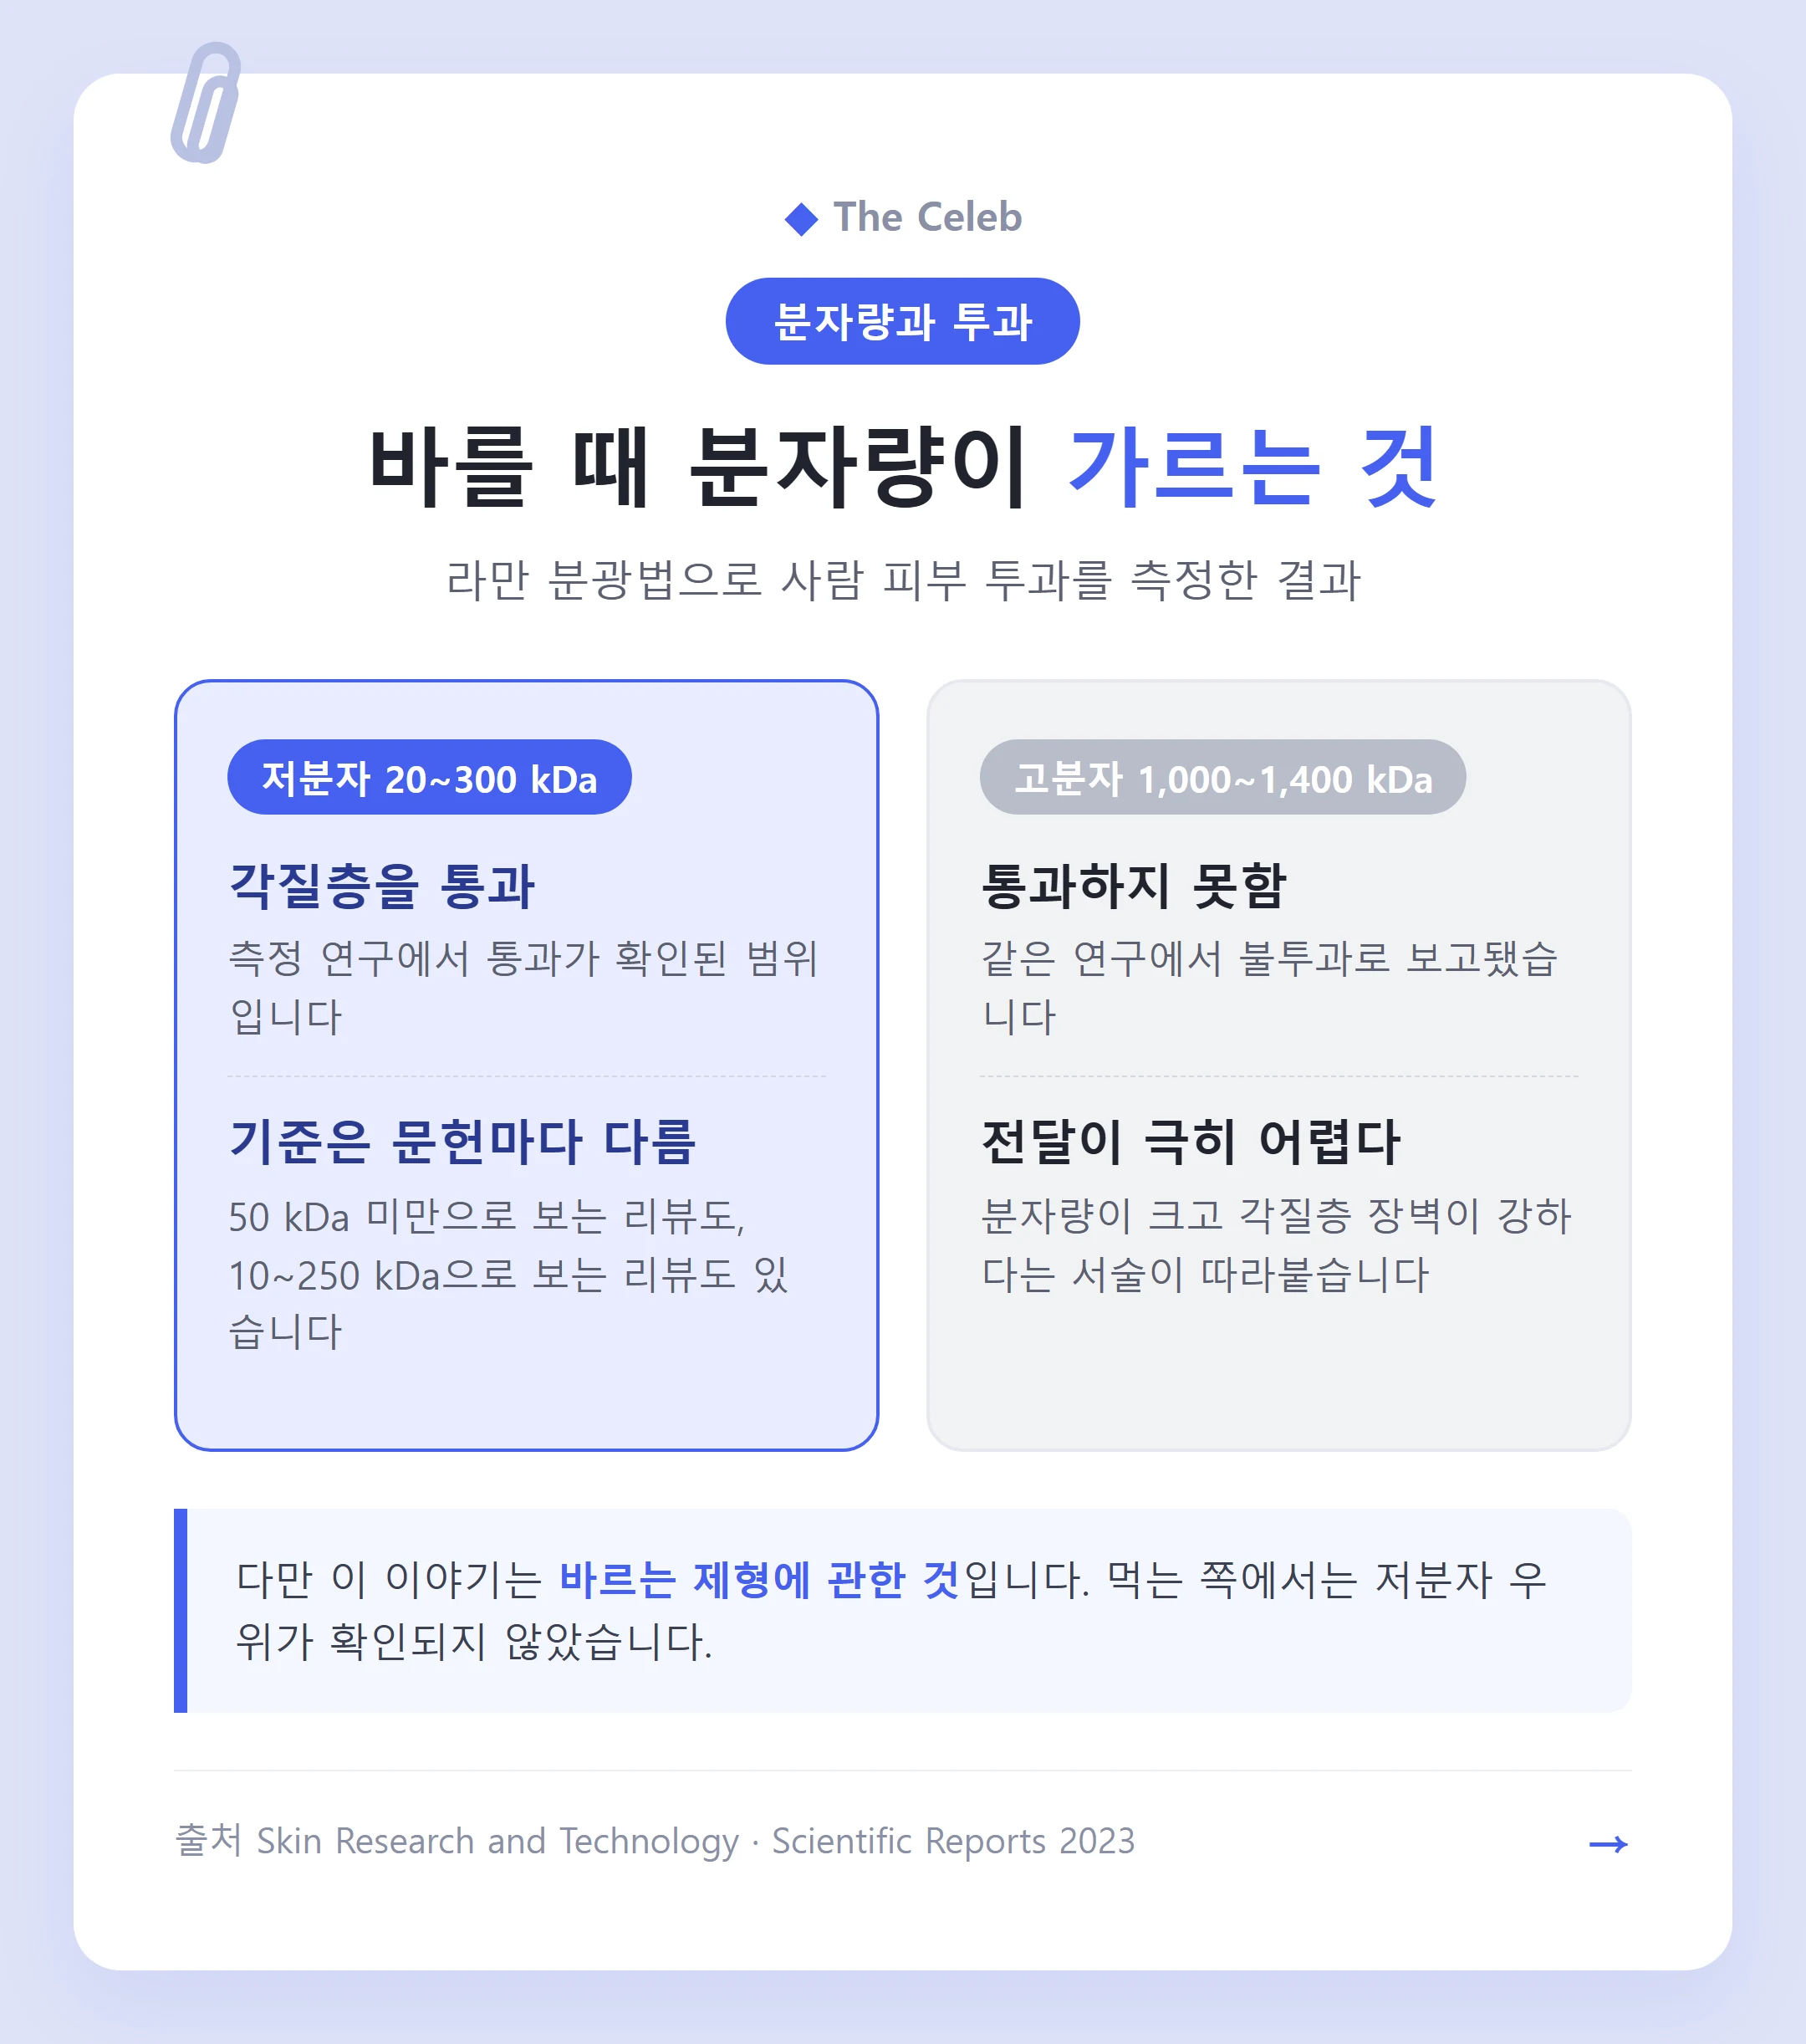 ◆ The Celeb
분자량과 투과
바를 때 분자량이 가르는 것
라만 분광법으로 사람 피부 투과를 측정한 결과
저분자 20~300 kDa
각질층을 통과
측정 연구에서 통과가 확인된 범위
입니다
기준은 문헌마다 다름
50 kDa 미만으로 보는 리뷰도,
10~250 kDa으로 보는 리뷰도 있
습니다
고분자 1,000~1,400 kDa
통과하지 못함
같은 연구에서 불투과로 보고됐습
니다
전달이 극히 어렵다
분자량이 크고 각질층 장벽이 강하
다는 서술이 따라붙습니다
다만 이 이야기는 바르는 제형에 관한 것입니다. 먹는 쪽에서는 저분자 우
위가 확인되지 않았습니다.
출처 Skin Research and Technology · Scientific Reports 2023 →